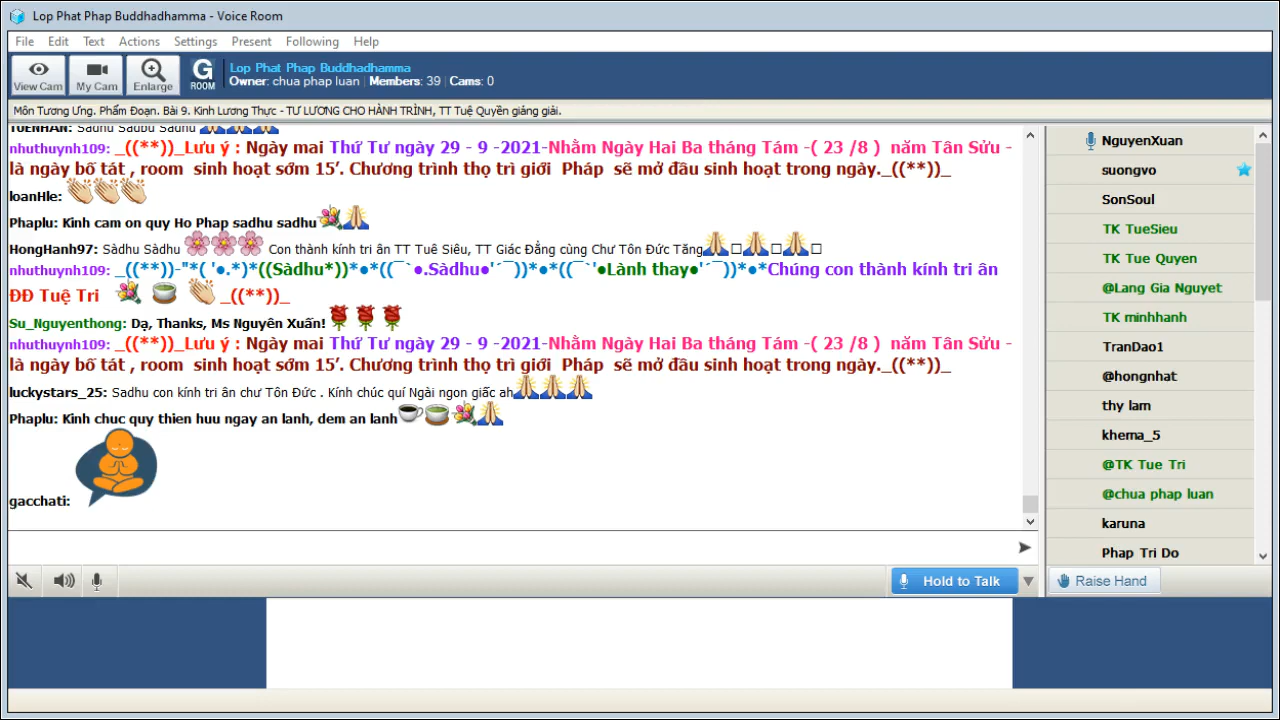 Lop Phat Phap Buddhadhamma - Voice Room
File Edit Text Actions Settings Present Following Help
View Cam My Cam Enlarge G ROOM
Lop Phat Phap Buddhadhamma
Owner: chua phap luan Members: 39 Cams: 0
Môn Tương Ưng. Phẩm Đoạn. Bài 9. Kinh Lương Thực - TƯ LƯƠNG CHO HÀNH TRÌNH, TT Tuệ Quyền giảng giải.
TUENHAN: Sadhu Sadbu Sadhu
nhuthuynh109: _((**))_Lưu ý : Ngày mai Thứ Tư ngày 29 - 9 -2021-Nhằm Ngày Hai Ba tháng Tám -( 23 /8 ) năm Tân Sửu -
là ngày bố tát , room sinh hoạt sớm 15’. Chương trình thọ trì giới Pháp sẽ mở đầu sinh hoạt trong ngày._((**))_
loanHle:
Phaplu: Kinh cam on quy Ho Phap sadhu sadhu
HongHanh97: Sàdhu Sàdhu Con thành kính tri ân TT Tuê Siêu, TT Giác Đẳng cùng Chư Tôn Đức Tăng
nhuthuynh109: _((**))-"*( '●.*)*((Sàdhu*))*●*((¯`●.Sàdhu●'´¯))*●*((¯`'●Lành thay●'´¯))*●*Chúng con thành kính tri ân
ĐĐ Tuệ Tri _((**))_
Su_Nguyenthong: Dạ, Thanks, Ms Nguyên Xuấn!
nhuthuynh109: _((**))_Lưu ý : Ngày mai Thứ Tư ngày 29 - 9 -2021-Nhằm Ngày Hai Ba tháng Tám -( 23 /8 ) năm Tân Sửu -
là ngày bố tát , room sinh hoạt sớm 15’. Chương trình thọ trì giới Pháp sẽ mở đầu sinh hoạt trong ngày._((**))_
luckystars_25: Sadhu con kính tri ân chư Tôn Đức . Kính chúc quí Ngài ngon giấc ah
Phaplu: Kinh chuc quy thien huu ngay an lanh, dem an lanh
gacchati:
Hold to Talk
NguyenXuan
suongvo
SonSoul
TK TueSieu
TK Tue Quyen
@Lang Gia Nguyet
TK minhhanh
TranDao1
@hongnhat
thy lam
khema_5
@TK Tue Tri
@chua phap luan
karuna
Phap Tri Do
Raise Hand